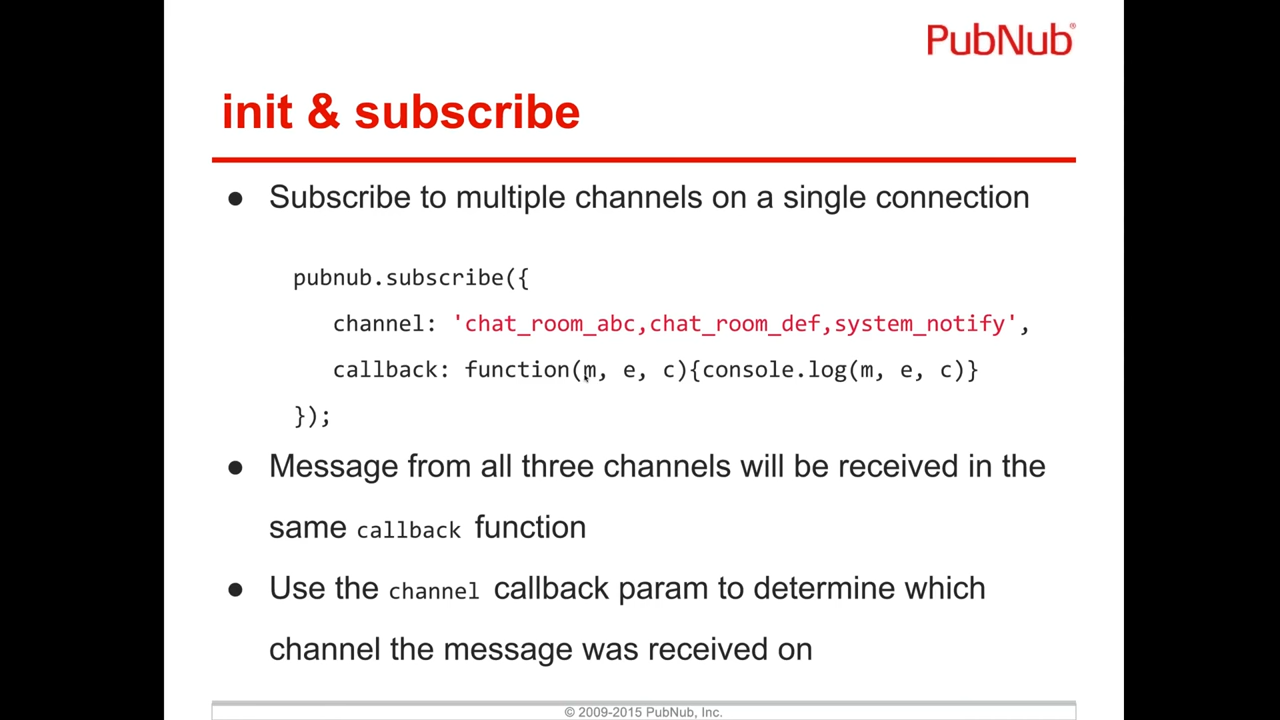 PubNub®
init & subscribe
● Subscribe to multiple channels on a single connection
pubnub.subscribe({
channel: 'chat_room_abc,chat_room_def,system_notify',
callback: function(m, e, c){console.log(m, e, c)}
});
● Message from all three channels will be received in the
same callback function
● Use the channel callback param to determine which
channel the message was received on
© 2009-2015 PubNub, Inc.